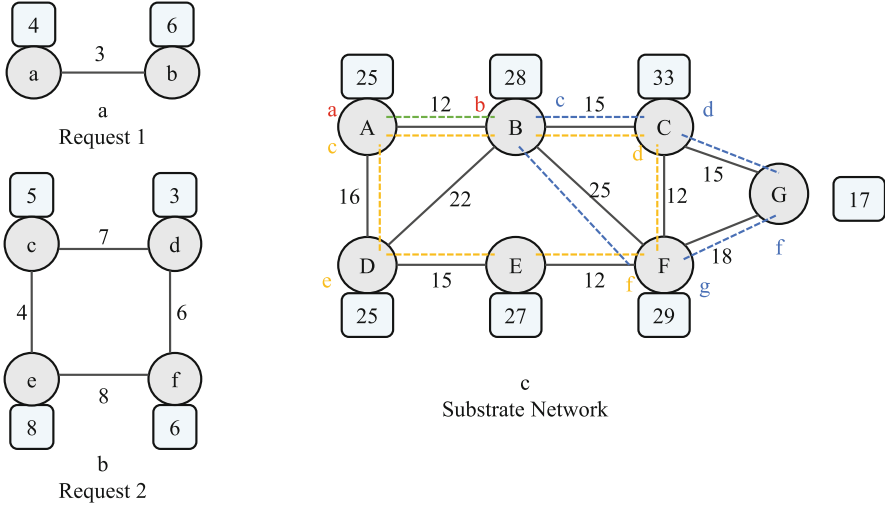 4
6
a
3
b
a
Request 1
5
3
c
7
d
4
6
e
8
f
8
6
b
Request 2
25
28
33
a
12
b
c
15
d
A
B
C
c
d
16
22
25
12
15
G
17
D
E
F
e
15
12
f
18
f
g
25
27
29
c
Substrate Network